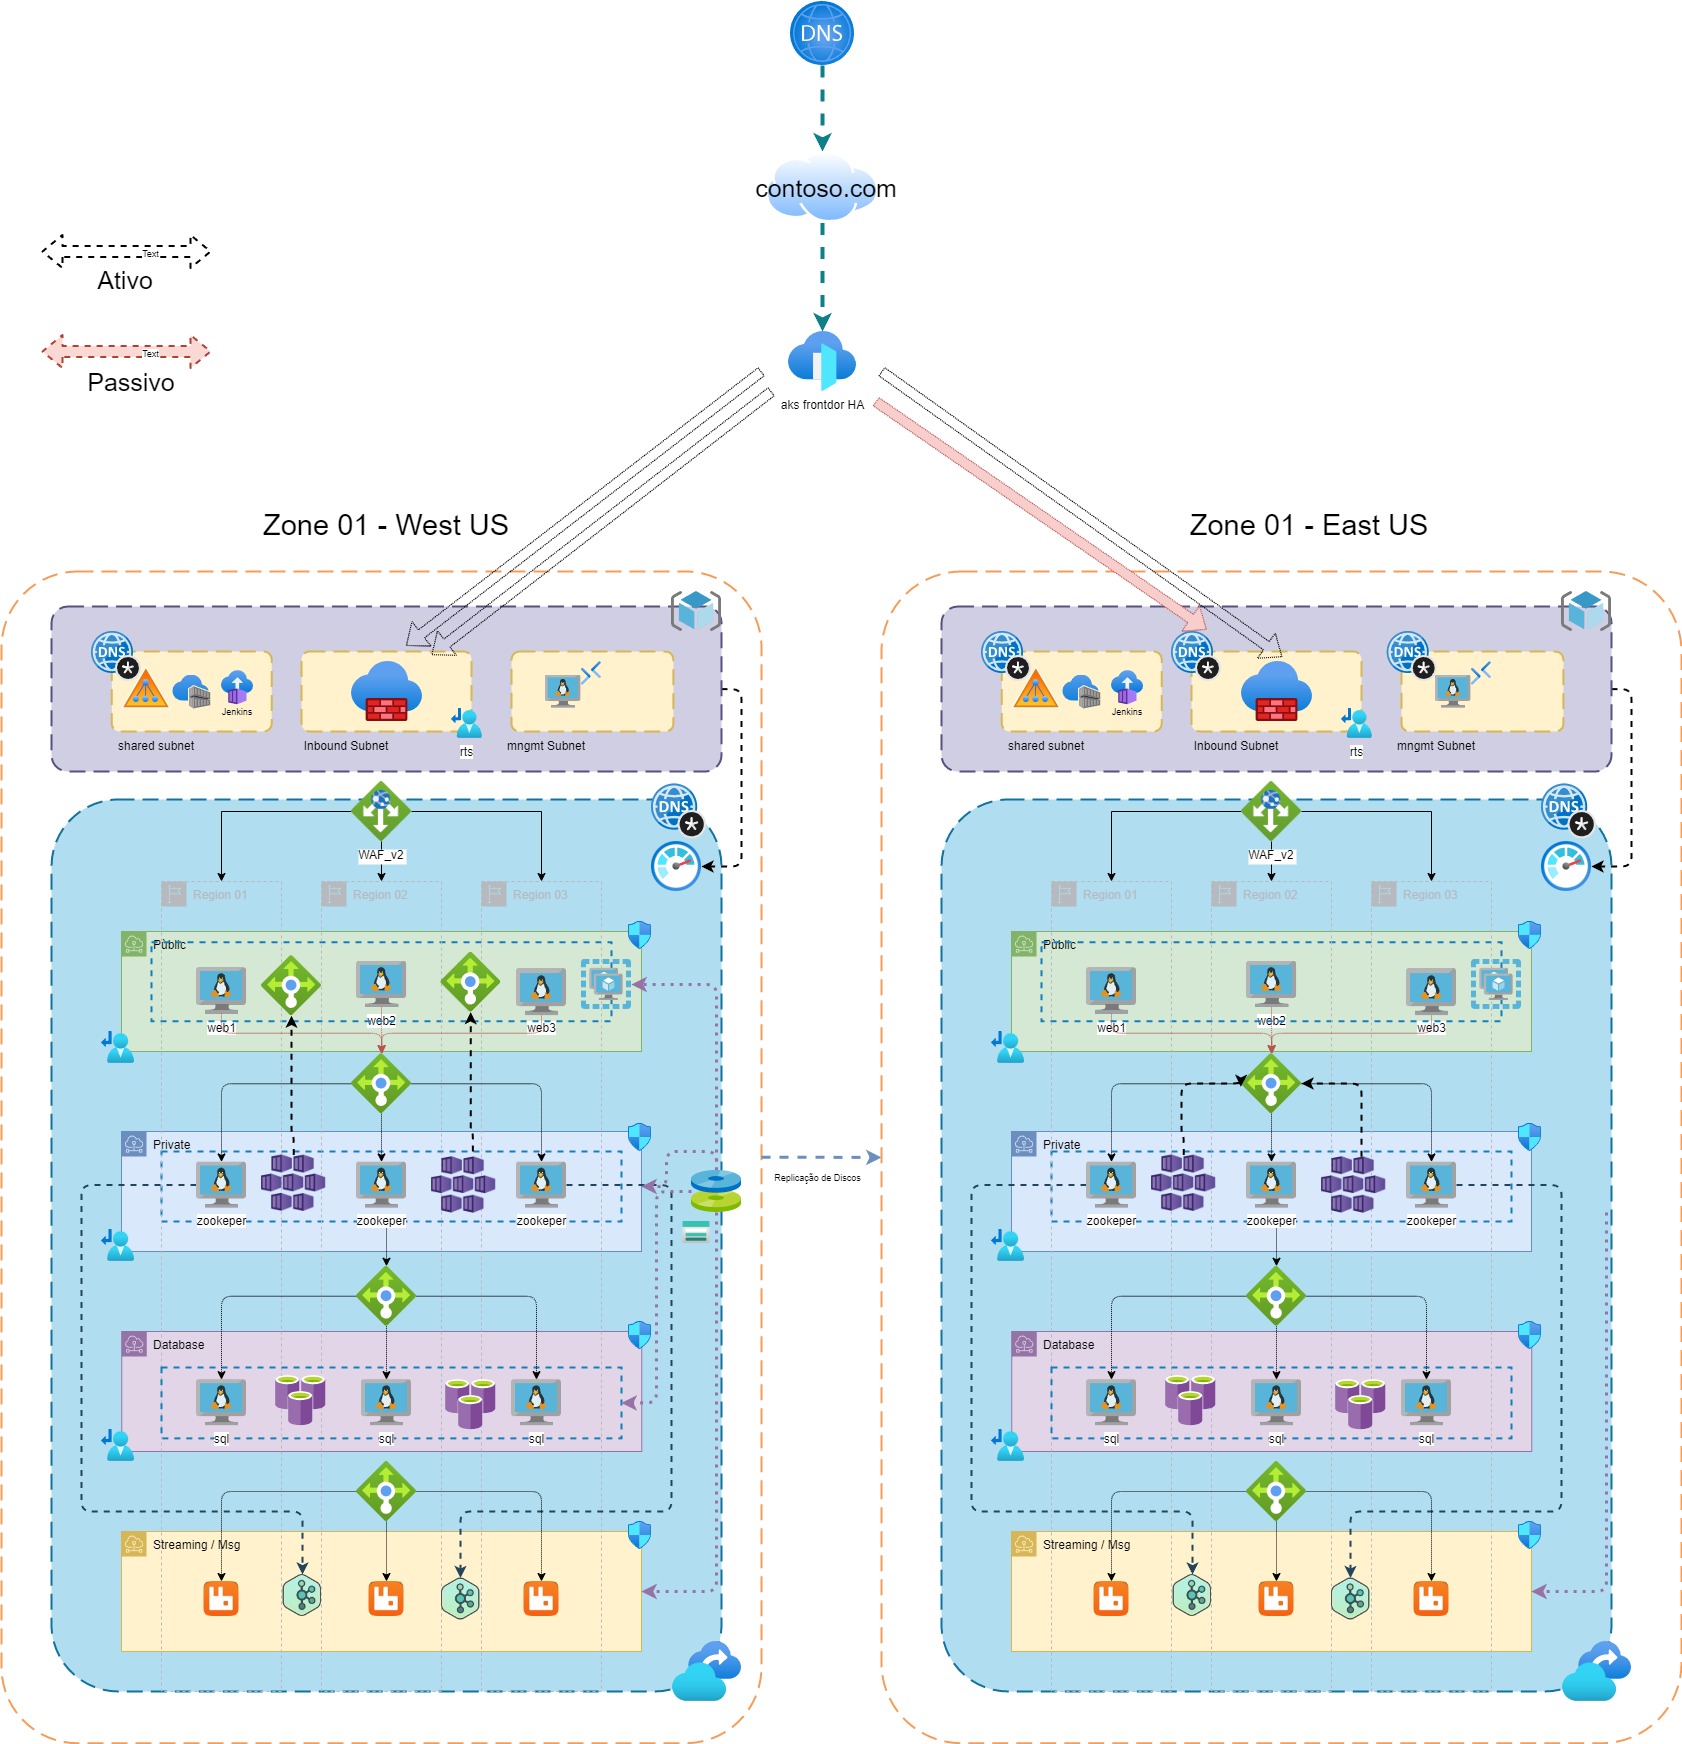 DNS
contoso.com
Text
Ativo
Text
Passivo
aks frontdor HA
Zone 01 - West US
Zone 01 - East US
DNS
*
Jenkins
shared subnet
Inbound Subnet
rts
mngmt Subnet
DNS
*
Jenkins
shared subnet
DNS
*
Inbound Subnet
rts
DNS
*
mngmt Subnet
DNS
*
WAF_v2
Region 01
Region 02
Region 03
Public
web1
web2
web3
Private
zookeper
zookeper
zookeper
Database
sql
sql
sql
Streaming / Msg
Replicação de Discos
DNS
*
WAF_v2
Region 01
Region 02
Region 03
Public
web1
web2
web3
Private
zookeper
zookeper
zookeper
Database
sql
sql
sql
Streaming / Msg